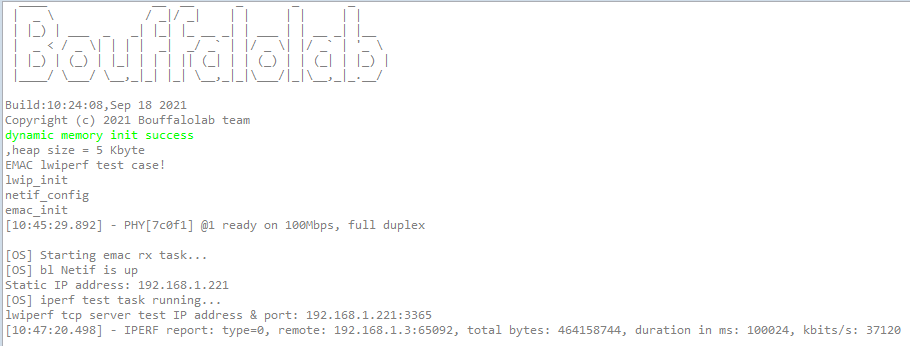 Bouffalolab
Build:10:24:08,Sep 18 2021
Copyright (c) 2021 Bouffalolab team
dynamic memory init success
,heap size = 5 Kbyte
EMAC lwiperf test case!
lwip_init
netif_config
emac_init
[10:45:29.892] - PHY[7c0f1] @1 ready on 100Mbps, full duplex
[OS] Starting emac rx task...
[OS] bl Netif is up
Static IP address: 192.168.1.221
[OS] iperf test task running...
lwiperf tcp server test IP address & port: 192.168.1.221:3365
[10:47:20.498] - IPERF report: type=0, remote: 192.168.1.3:65092, total bytes: 464158744, duration in ms: 100024, kbits/s: 37120